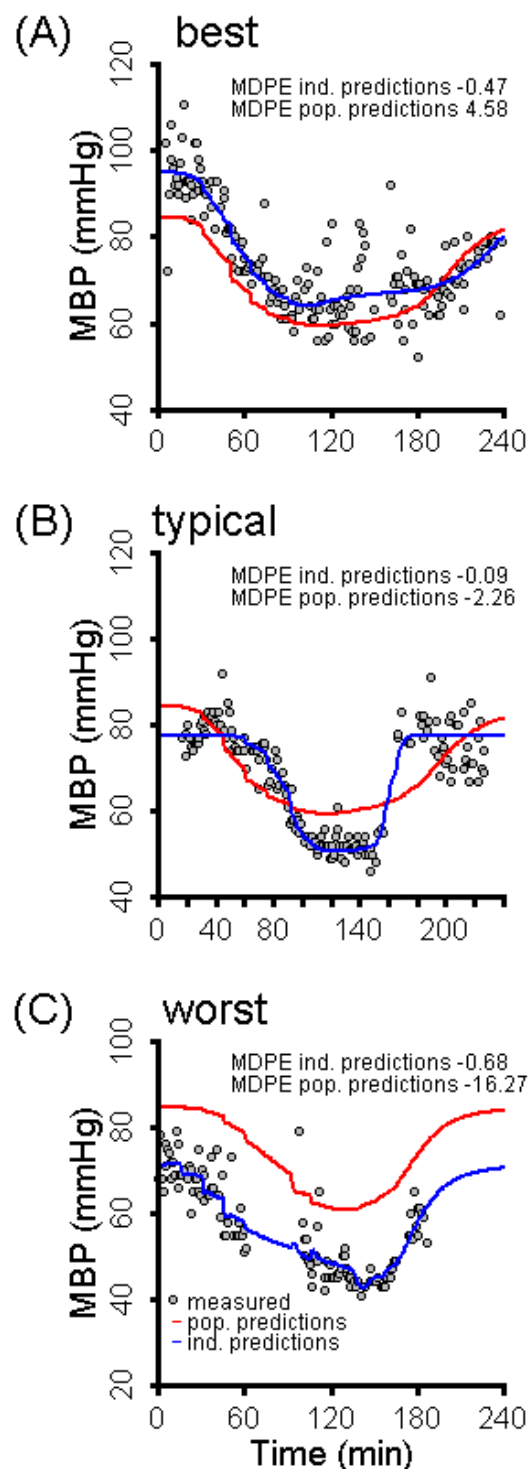 (A) best
MDPE ind. predictions -0.47
MDPE pop. predictions 4.58
120
100
80
60
40
MBP (mmHg)
0 60 120 180 240
(B) typical
MDPE ind. predictions -0.09
MDPE pop. predictions -2.26
120
100
80
60
40
MBP (mmHg)
0 40 80 140 200
(C) worst
MDPE ind. predictions -0.68
MDPE pop. predictions -16.27
100
80
60
40
20
MBP (mmHg)
measured
pop. predictions
ind. predictions
0 60 120 180 240
Time (min)